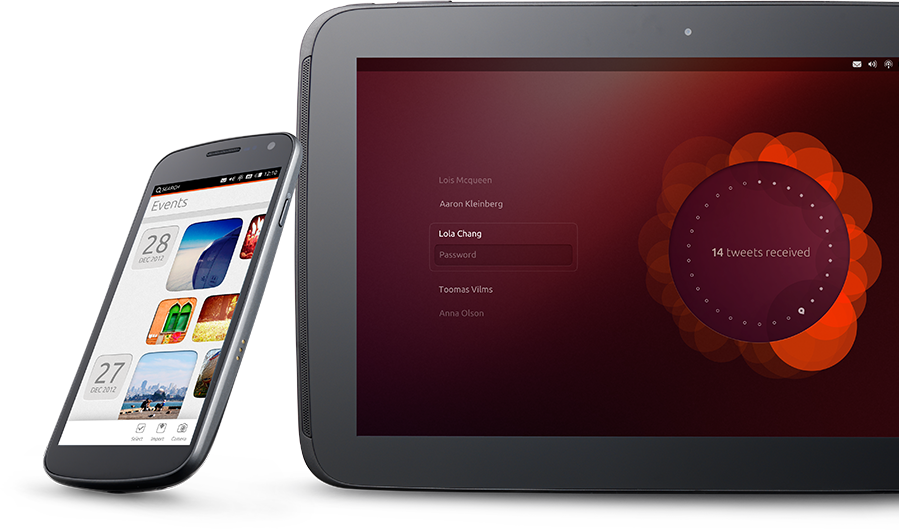 SEARCH
12:10
Events
28
DEC 2012
27
DEC 2012
Select
Import
Camera
Lois Mcqueen
Aaron Kleinberg
Lola Chang
Password
Toomas Vilms
Anna Olson
14 tweets received